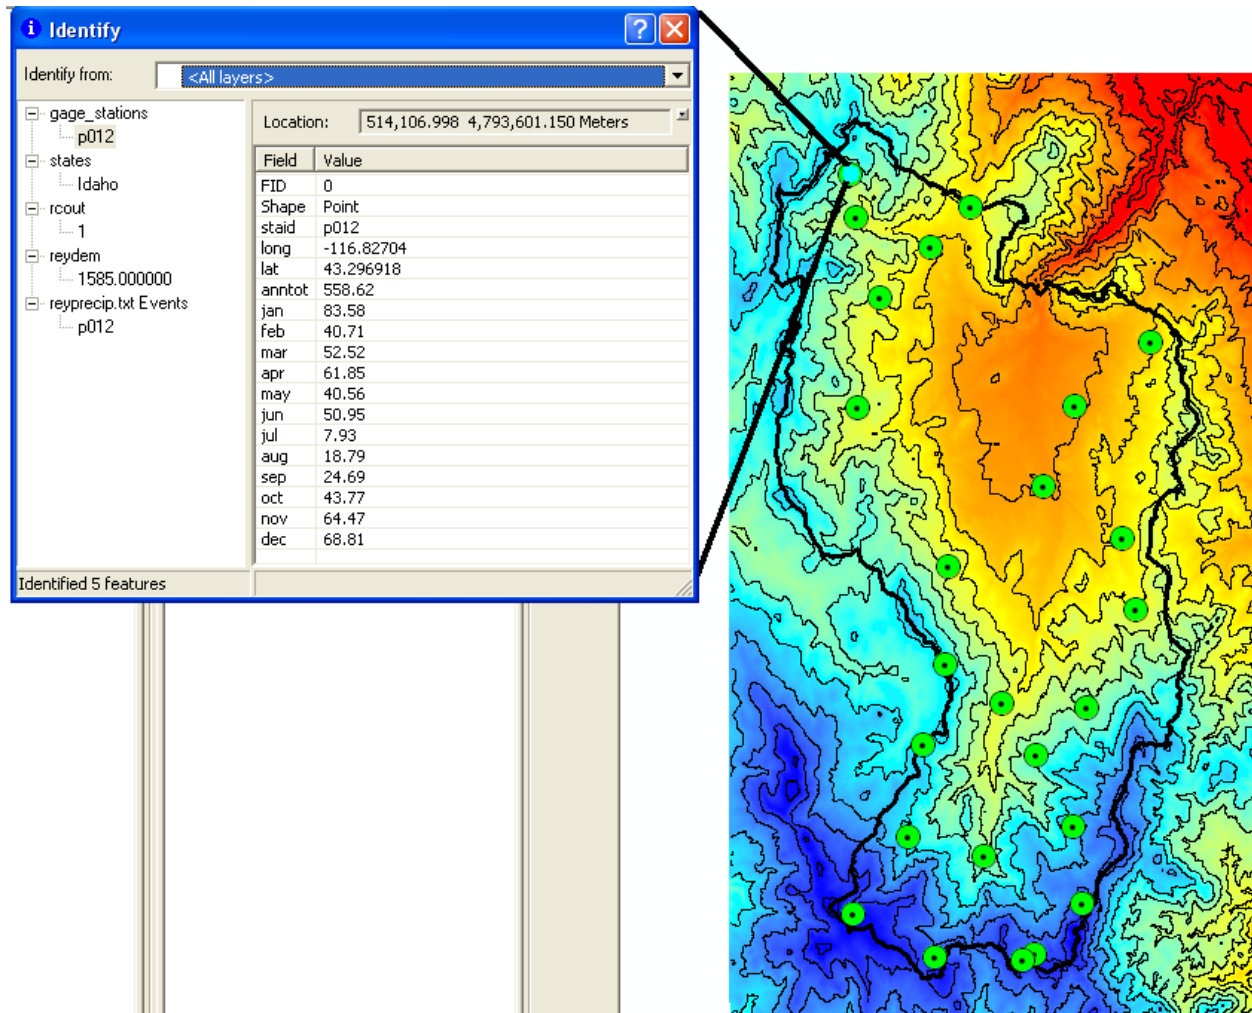 Identify
Identify from: <All layers>
gage_stations
p012
states
Idaho
rcout
1
reydem
1585.000000
reyprecip.txt Events
p012
Location: 514,106.998 4,793,601.150 Meters
Field Value
FID 0
Shape Point
staid p012
long -116.82704
lat 43.296918
anntot 558.62
jan 83.58
feb 40.71
mar 52.52
apr 61.85
may 40.56
jun 50.95
jul 7.93
aug 18.79
sep 24.69
oct 43.77
nov 64.47
dec 68.81
Identified 5 features